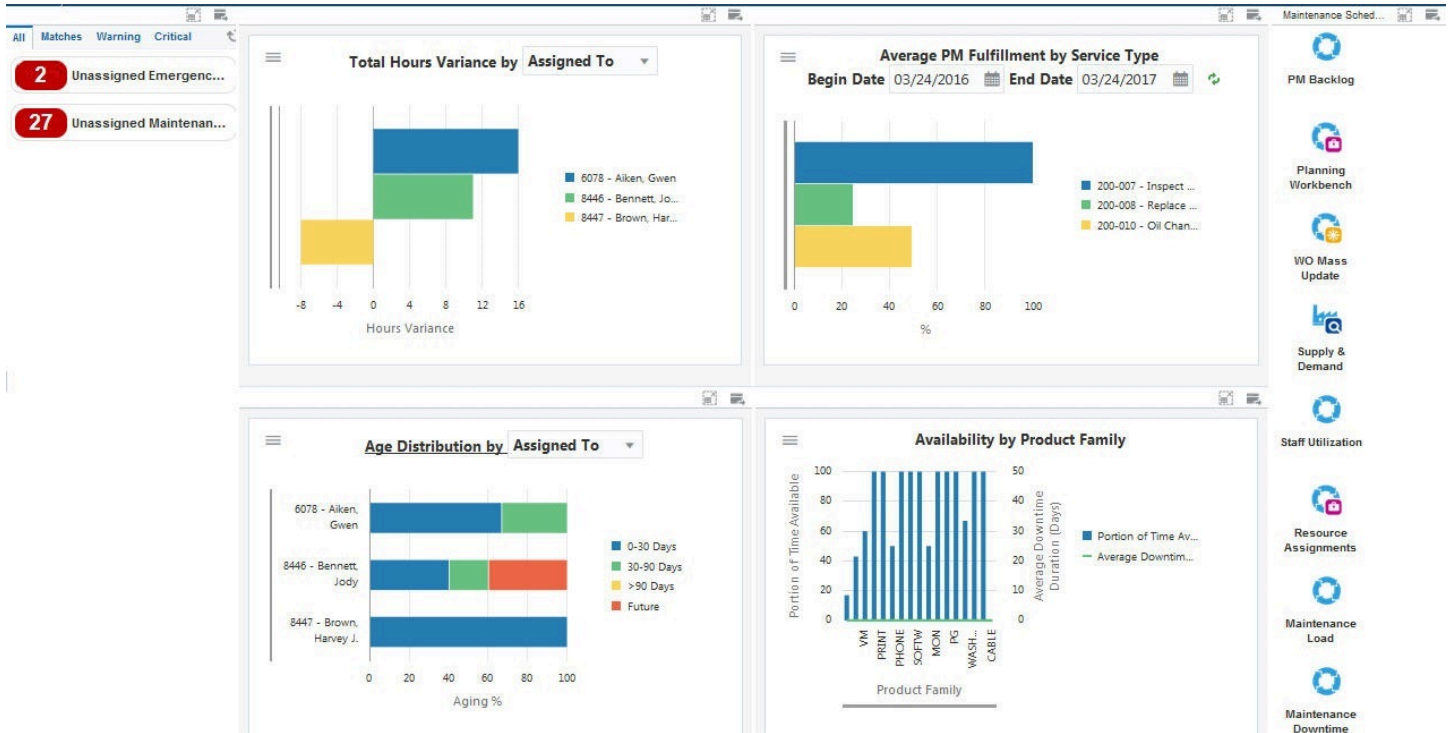 All Matches Warning Critical
2 Unassigned Emergenc...
27 Unassigned Maintenan...
Total Hours Variance by Assigned To
6078 - Aiken, Gwen
8446 - Bennett, Jo...
8447 - Brown, Har...
-8 -4 0 4 8 12 16
Hours Variance
Average PM Fulfillment by Service Type
Begin Date 03/24/2016 End Date 03/24/2017
200-007 - Inspect ...
200-008 - Replace ...
200-010 - Oil Chan...
0 20 40 60 80 100
%
Age Distribution by Assigned To
6078 - Aiken,
Gwen
8446 - Bennett,
Jody
8447 - Brown,
Harvey J.
0-30 Days
30-90 Days
>90 Days
Future
0 20 40 60 80 100
Aging %
Availability by Product Family
Portion of Time Available
100
80
60
40
20
0
50
40
30
20
10
0
Average Downtime
Duration (Days)
Portion of Time Av...
Average Downtim...
VM
PRINT
PHONE
SOFTW
MON
PG
WASH...
CABLE
Product Family
Maintenance Sched...
PM Backlog
Planning
Workbench
WO Mass
Update
Supply &
Demand
Staff Utilization
Resource
Assignments
Maintenance
Load
Maintenance
Downtime